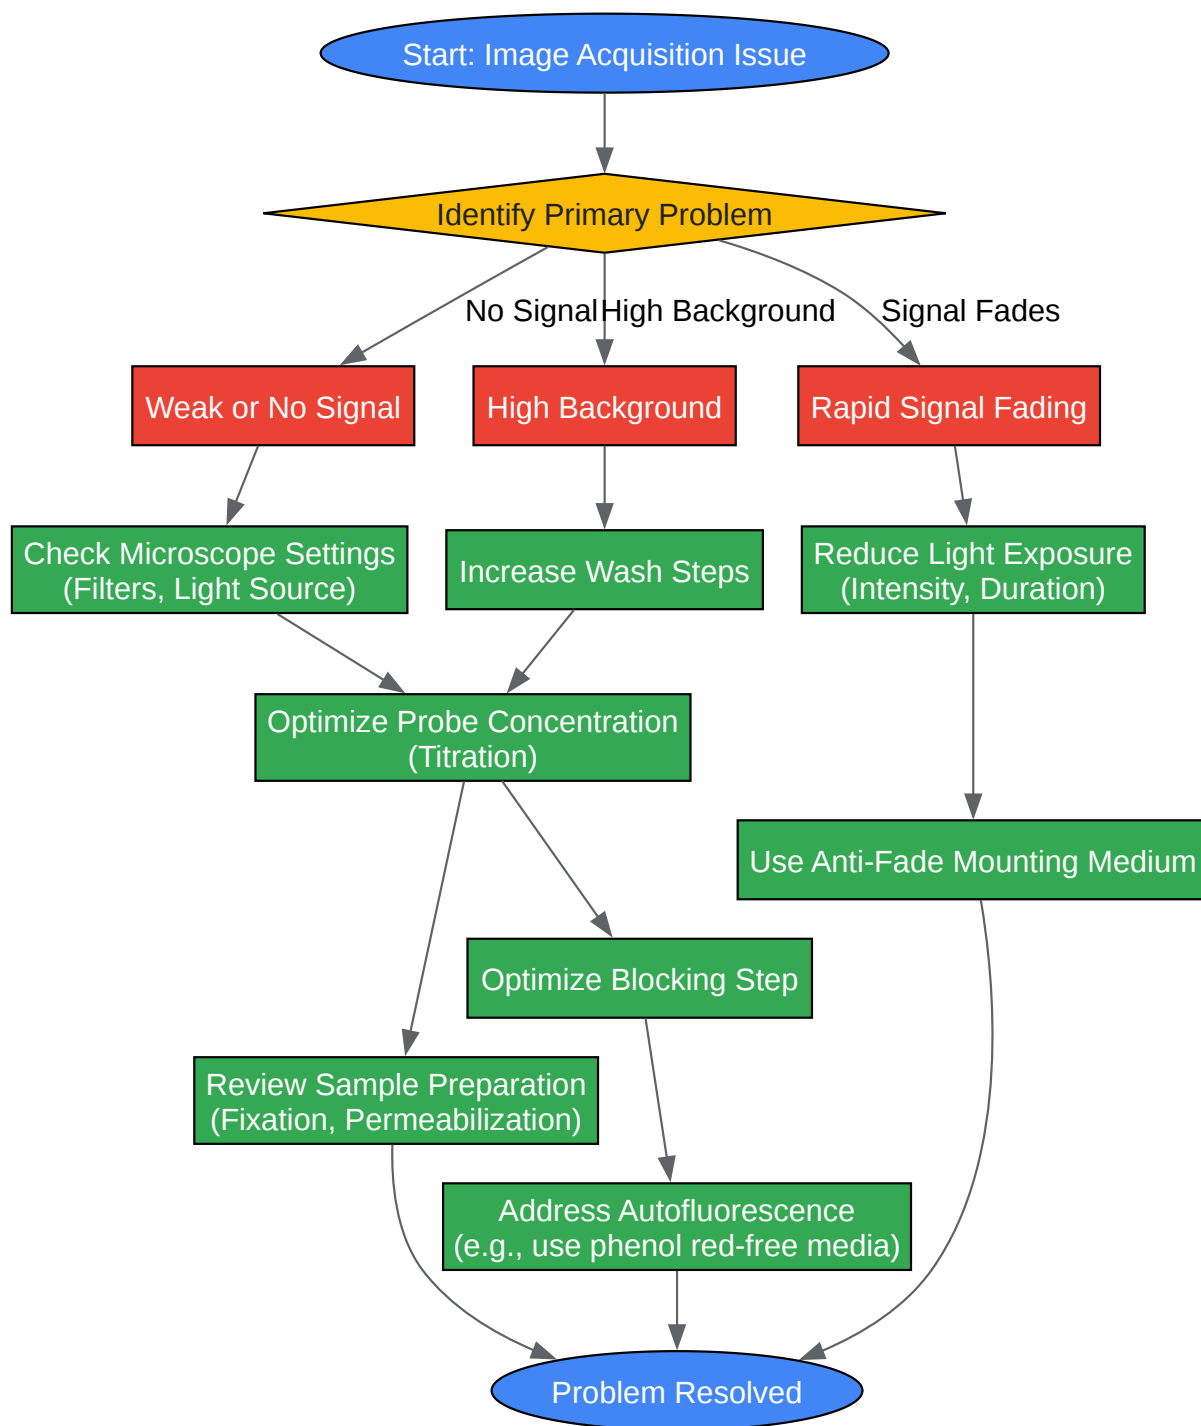 Start: Image Acquisition Issue
Identify Primary Problem
No Signal
High Background
Signal Fades
Weak or No Signal
High Background
Rapid Signal Fading
Check Microscope Settings
(Filters, Light Source)
Increase Wash Steps
Reduce Light Exposure
(Intensity, Duration)
Optimize Probe Concentration
(Titration)
Use Anti-Fade Mounting Medium
Optimize Blocking Step
Review Sample Preparation
(Fixation, Permeabilization)
Address Autofluorescence
(e.g., use phenol red-free media)
Problem Resolved